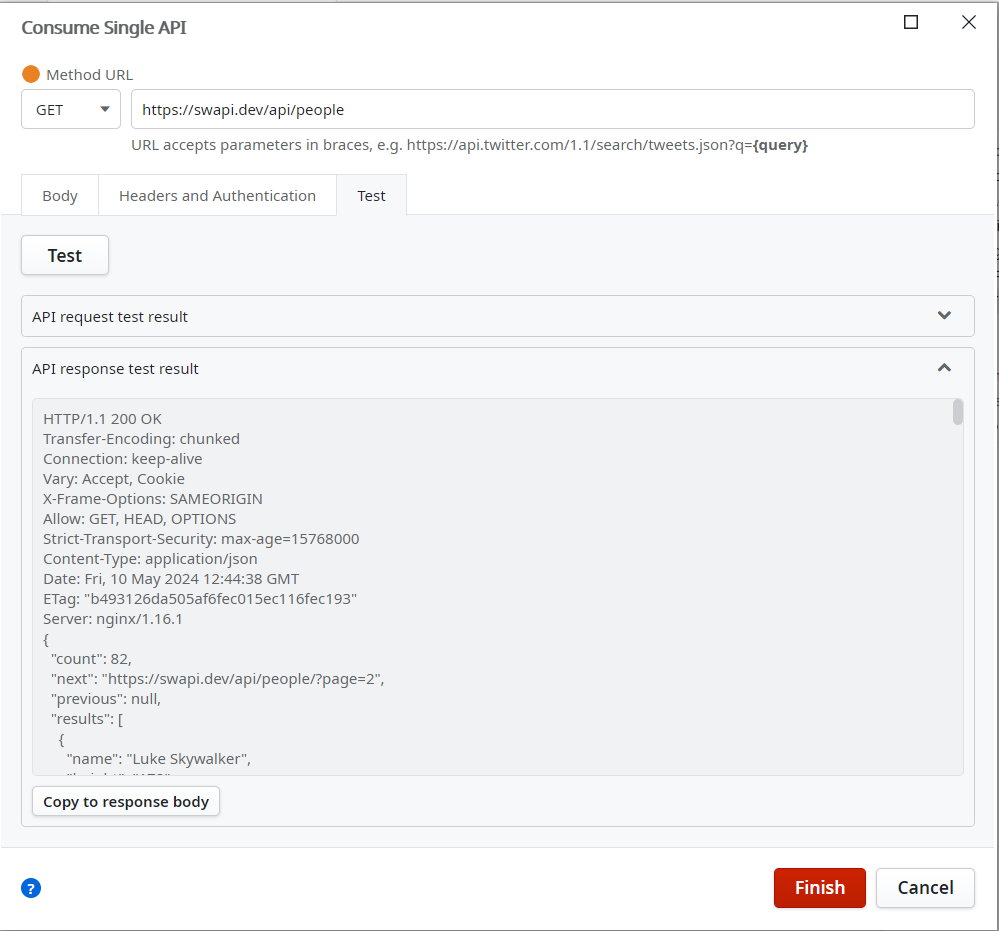 Consume Single API
Method URL
GET https://swapi.dev/api/people
URL accepts parameters in braces, e.g. https://api.twitter.com/1.1/search/tweets.json?q={query}
Body Headers and Authentication Test
Test
API request test result
API response test result
HTTP/1.1 200 OK
Transfer-Encoding: chunked
Connection: keep-alive
Vary: Accept, Cookie
X-Frame-Options: SAMEORIGIN
Allow: GET, HEAD, OPTIONS
Strict-Transport-Security: max-age=15768000
Content-Type: application/json
Date: Fri, 10 May 2024 12:44:38 GMT
ETag: "b493126da505af6fec015ec116fec193"
Server: nginx/1.16.1
{
"count": 82,
"next": "https://swapi.dev/api/people/?page=2",
"previous": null,
"results": [
{
"name": "Luke Skywalker",
Copy to response body
?
Finish Cancel